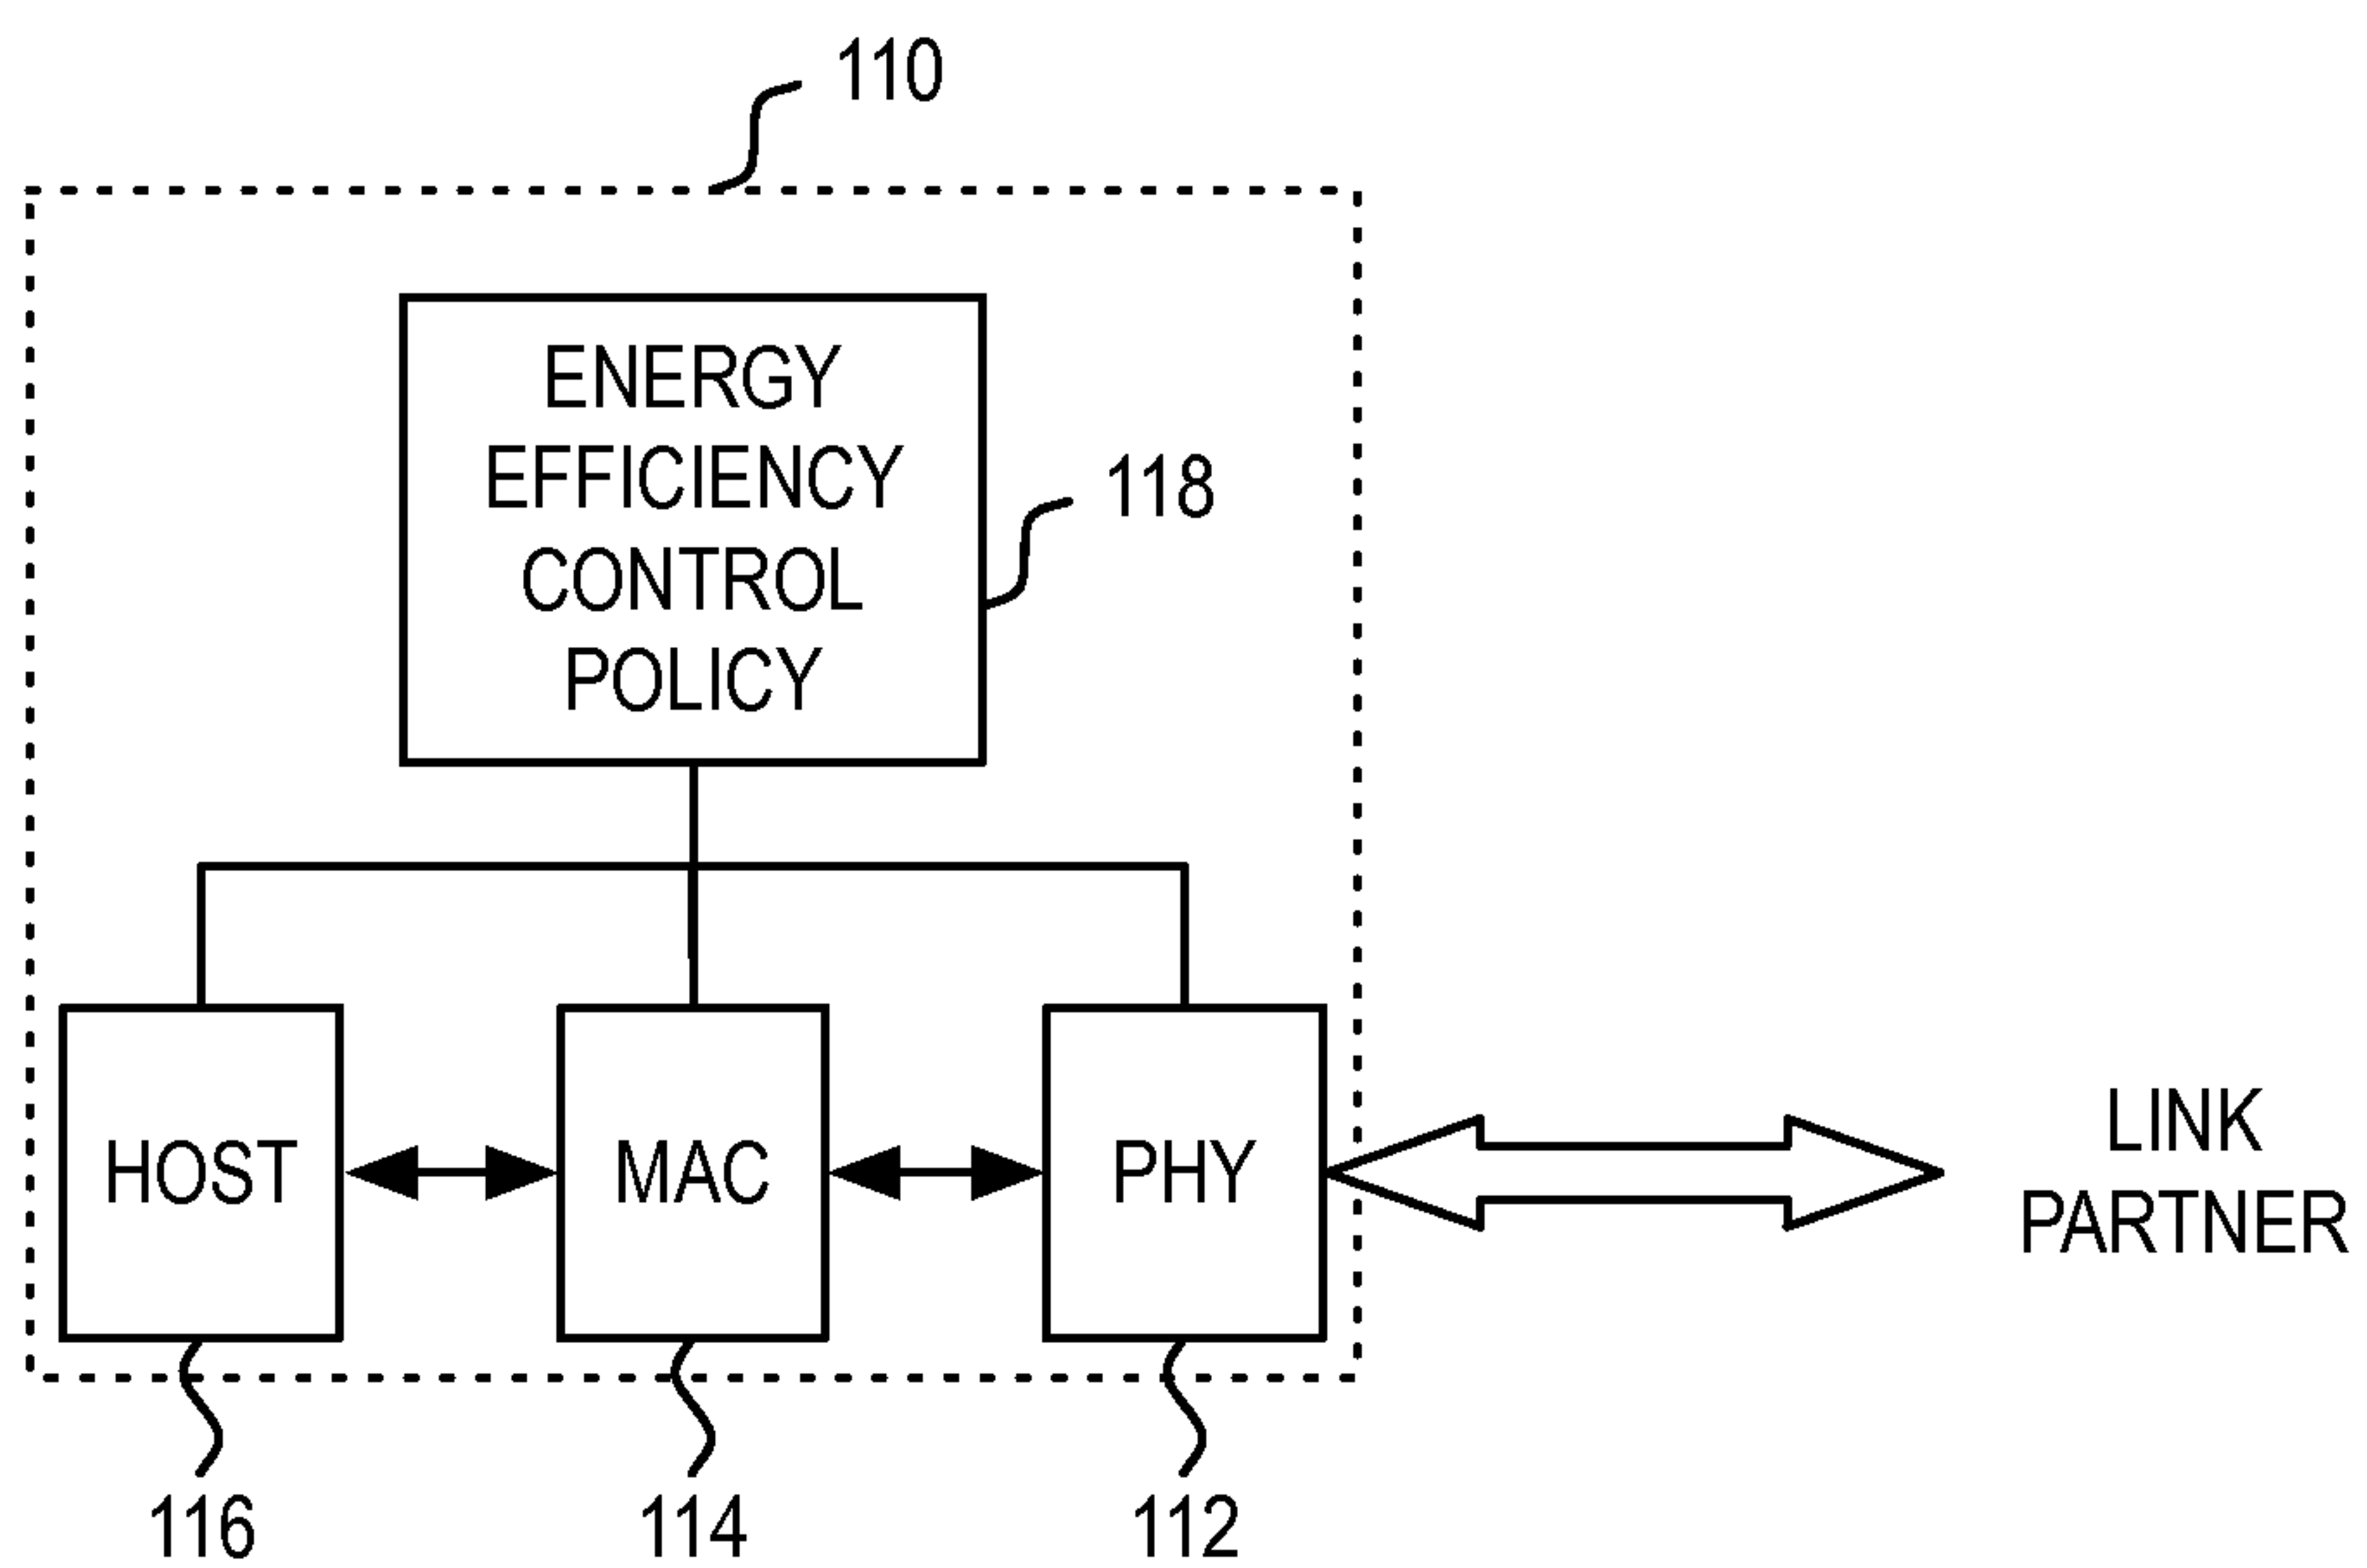 110
ENERGY
EFFICIENCY
CONTROL
POLICY
118
HOST
MAC
PHY
LINK
PARTNER
116
114
112